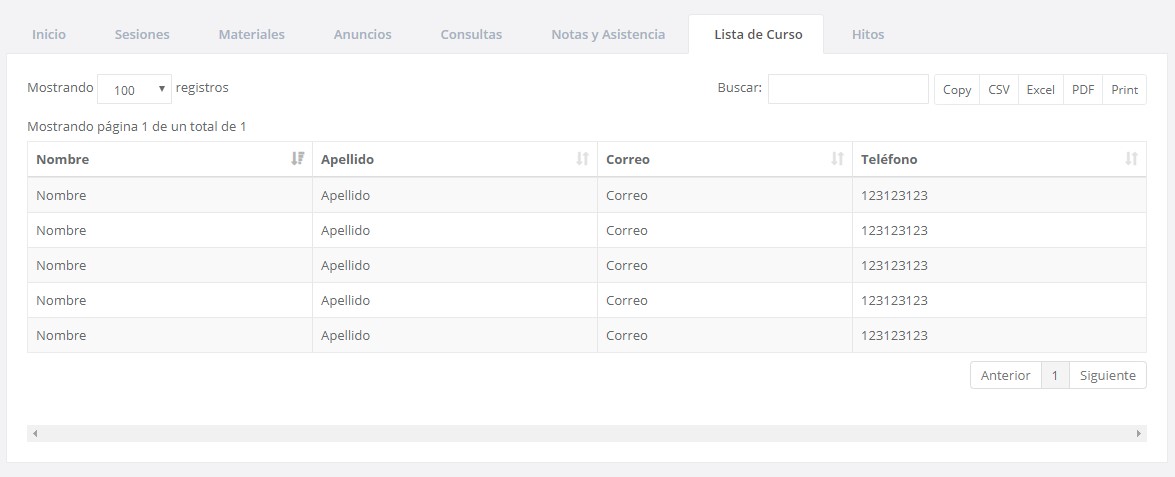 Inicio Sesiones Materiales Anuncios Consultas Notas y Asistencia Lista de Curso Hitos
Mostrando 100 registros Buscar: Copy CSV Excel PDF Print
Mostrando página 1 de un total de 1
Nombre Apellido Correo Teléfono
Nombre Apellido Correo 123123123
Nombre Apellido Correo 123123123
Nombre Apellido Correo 123123123
Nombre Apellido Correo 123123123
Nombre Apellido Correo 123123123
Anterior 1 Siguiente